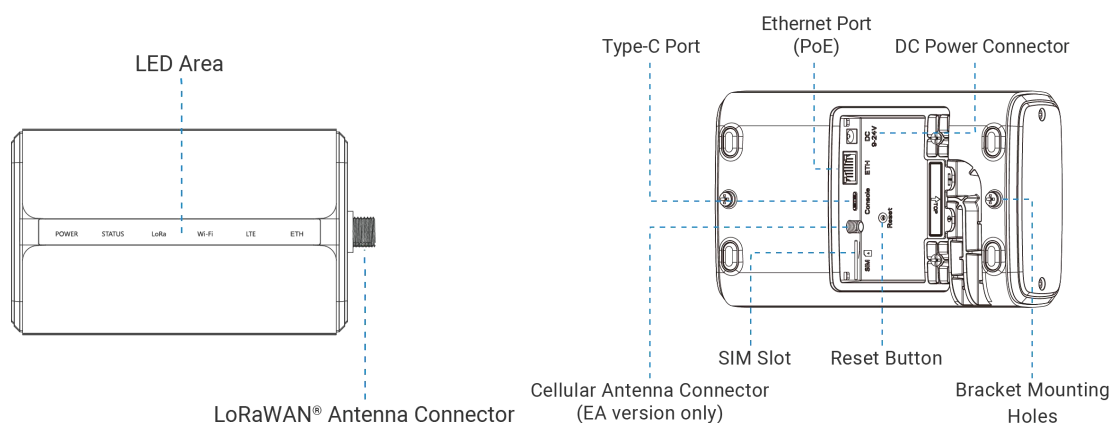 LED Area
POWER STATUS LoRa Wi-Fi LTE ETH
LoRaWAN® Antenna Connector
Ethernet Port
(PoE)
Type-C Port
DC Power Connector
DC
9-24V
ETH
Console
Reset
SIM
TOP
SIM Slot
Reset Button
Cellular Antenna Connector
(EA version only)
Bracket Mounting
Holes